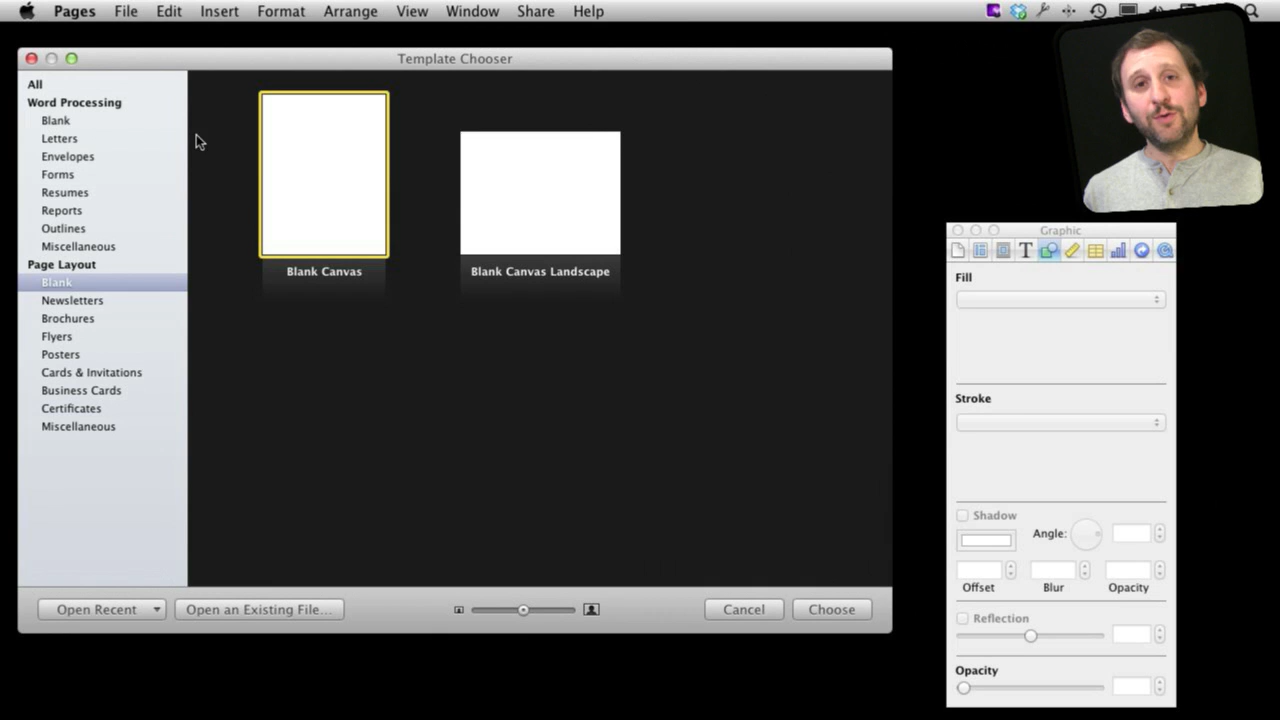 Pages File Edit Insert Format Arrange View Window Share Help
Template Chooser
All
Word Processing
Blank
Letters
Envelopes
Forms
Resumes
Reports
Outlines
Miscellaneous
Page Layout
Blank
Newsletters
Brochures
Flyers
Posters
Cards & Invitations
Business Cards
Certificates
Miscellaneous
Blank Canvas
Blank Canvas Landscape
Open Recent
Open an Existing File...
Cancel
Choose
Graphic
T
Fill
Stroke
Shadow
Angle:
Offset Blur Opacity
Reflection
Opacity